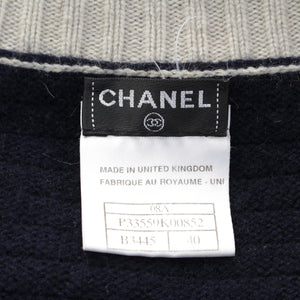 CHANEL
MADE IN UNITED KINGDOM
FABRIQUE AU ROYAUME - UNI
08A
P33559K00852
B3445 40